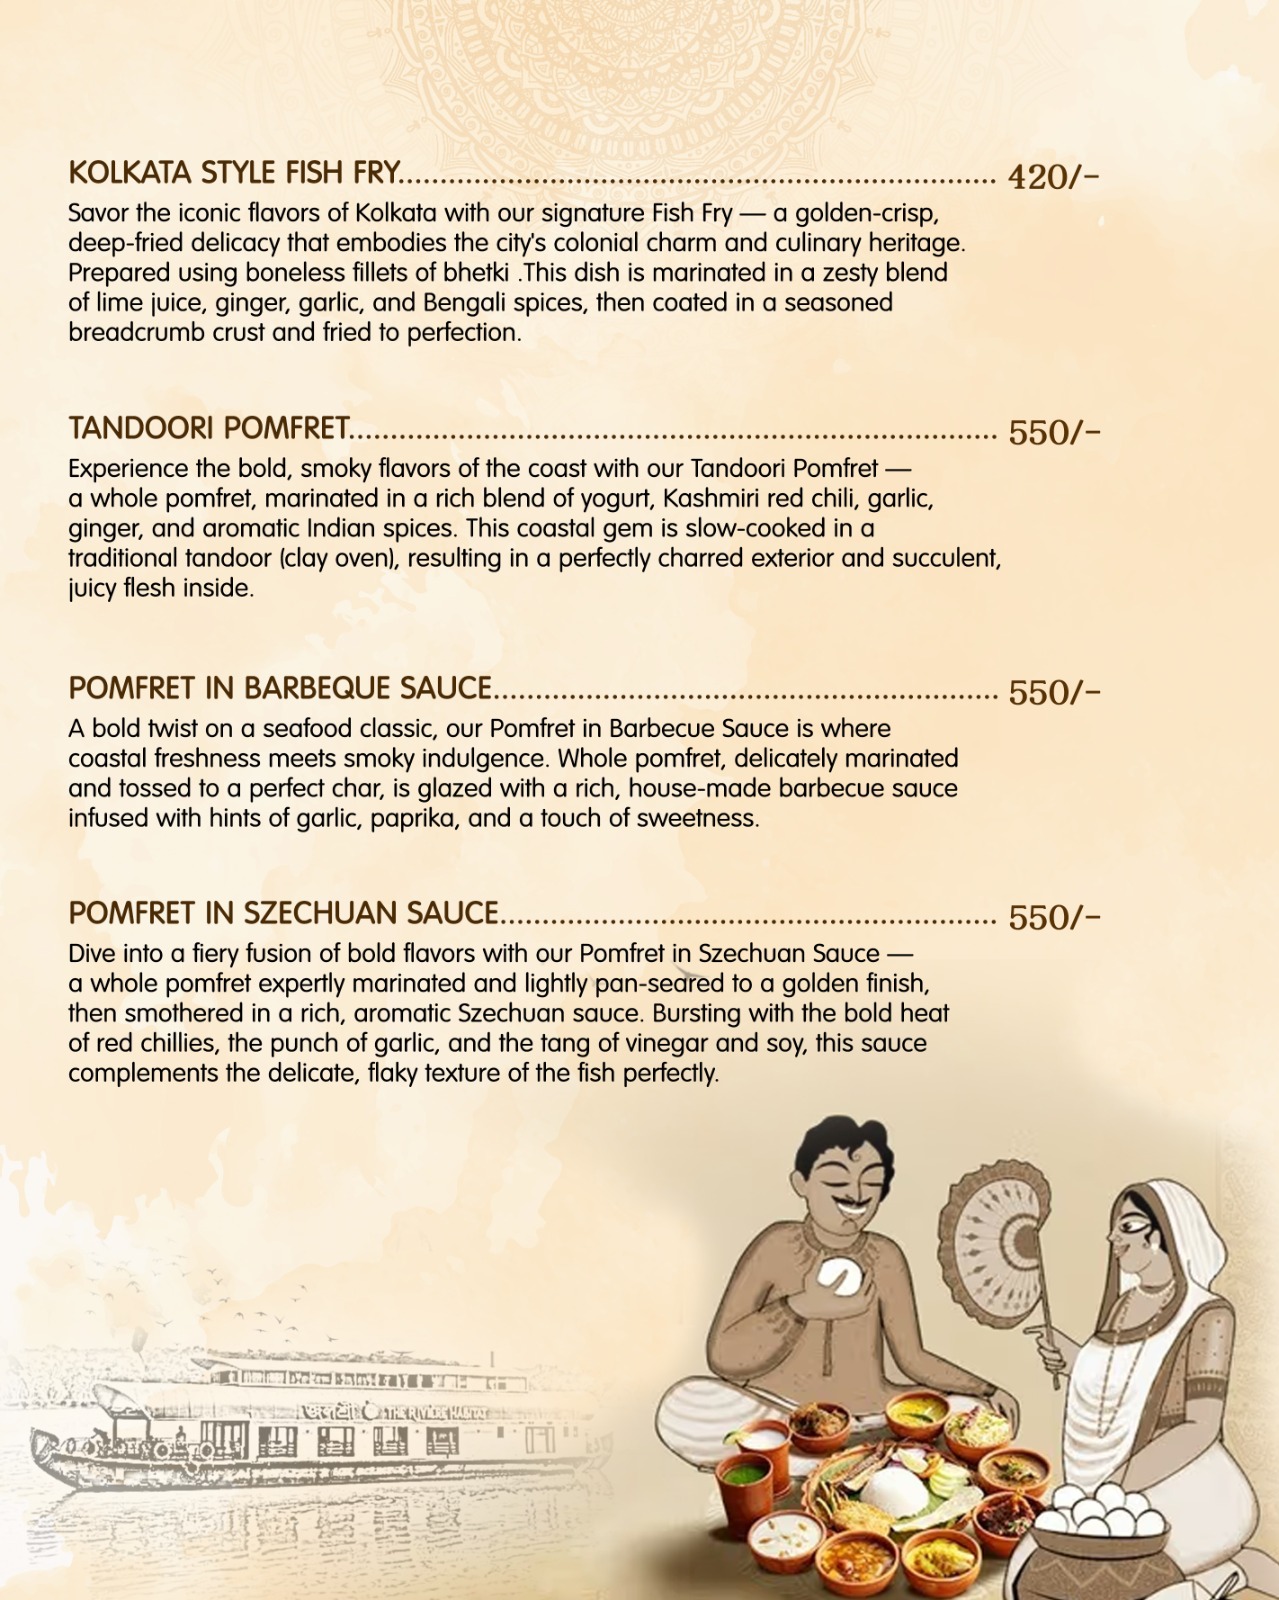 KOLKATA STYLE FISH FRY........................................................................ 420/-
Savor the iconic flavors of Kolkata with our signature Fish Fry — a golden-crisp,
deep-fried delicacy that embodies the city's colonial charm and culinary heritage.
Prepared using boneless fillets of bhetki .This dish is marinated in a zesty blend
of lime juice, ginger, garlic, and Bengali spices, then coated in a seasoned
breadcrumb crust and fried to perfection.
TANDOORI POMFRET.............................................................................. 550/-
Experience the bold, smoky flavors of the coast with our Tandoori Pomfret —
a whole pomfret, marinated in a rich blend of yogurt, Kashmiri red chili, garlic,
ginger, and aromatic Indian spices. This coastal gem is slow-cooked in a
traditional tandoor (clay oven), resulting in a perfectly charred exterior and succulent,
juicy flesh inside.
POMFRET IN BARBEQUE SAUCE............................................................. 550/-
A bold twist on a seafood classic, our Pomfret in Barbecue Sauce is where
coastal freshness meets smoky indulgence. Whole pomfret, delicately marinated
and tossed to a perfect char, is glazed with a rich, house-made barbecue sauce
infused with hints of garlic, paprika, and a touch of sweetness.
POMFRET IN SZECHUAN SAUCE............................................................ 550/-
Dive into a fiery fusion of bold flavors with our Pomfret in Szechuan Sauce —
a whole pomfret expertly marinated and lightly pan-seared to a golden finish,
then smothered in a rich, aromatic Szechuan sauce. Bursting with the bold heat
of red chillies, the punch of garlic, and the tang of vinegar and soy, this sauce
complements the delicate, flaky texture of the fish perfectly.
THE RIVIERE HABITAT